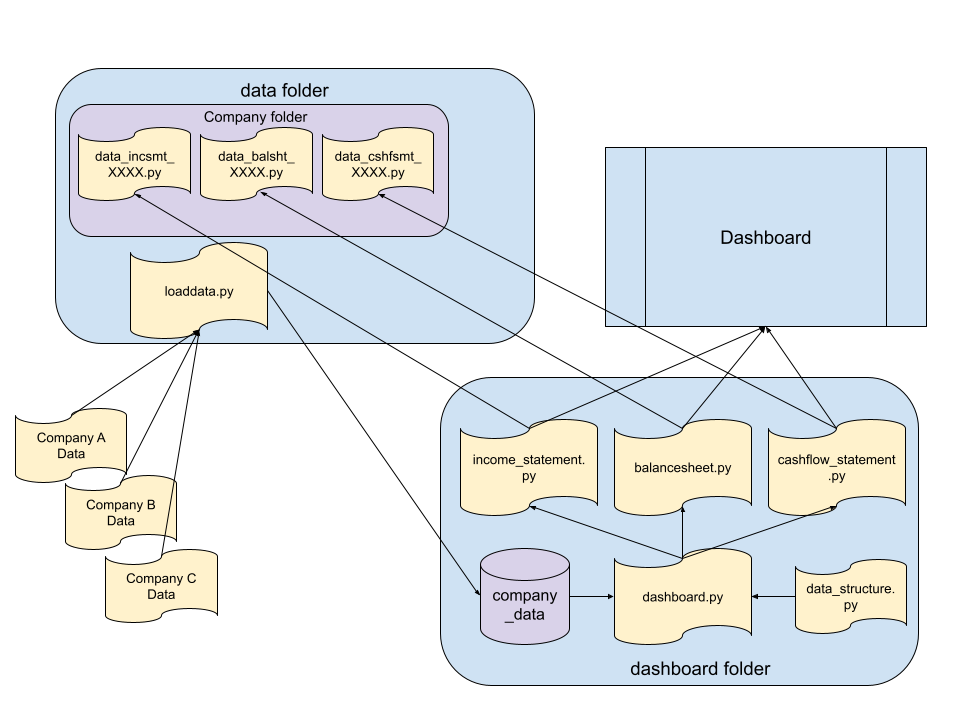 data folder
Company folder
data_incsmt_
XXXX.py
data_balsht_
XXXX.py
data_cshfsmt_
XXXX.py
loaddata.py
Dashboard
Company A
Data
Company B
Data
Company C
Data
income_statement.
py
balancesheet.py
cashflow_statement
.py
company
_data
dashboard.py
data_structure.
py
dashboard folder